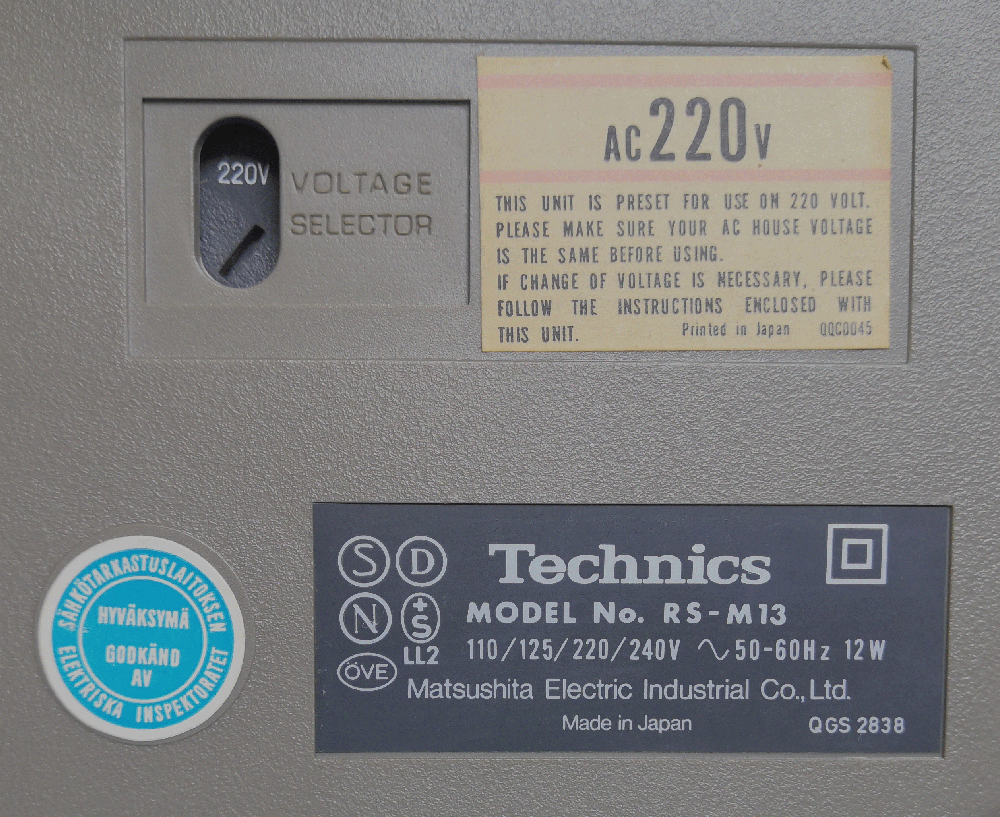 220V
VOLTAGE
SELECTOR
AC 220V
THIS UNIT IS PRESET FOR USE ON 220 VOLT.
PLEASE MAKE SURE YOUR AC HOUSE VOLTAGE
IS THE SAME BEFORE USING.
IF CHANGE OF VOLTAGE IS NECESSARY, PLEASE
FOLLOW THE INSTRUCTIONS ENCLOSED WITH
THIS UNIT.
Printed in Japan QQC0045
SÄHKÖTARKASTUSLAITOKSEN
HYVÄKSYMÄ
GODKÄND
AV
ELEKTRISKA INSPEKTORATET
S D
N +S
LL2
ÖVE
Technics
MODEL No. RS-M13
110/125/220/240V ∿ 50-60Hz 12W
Matsushita Electric Industrial Co., Ltd.
Made in Japan
QGS 2838